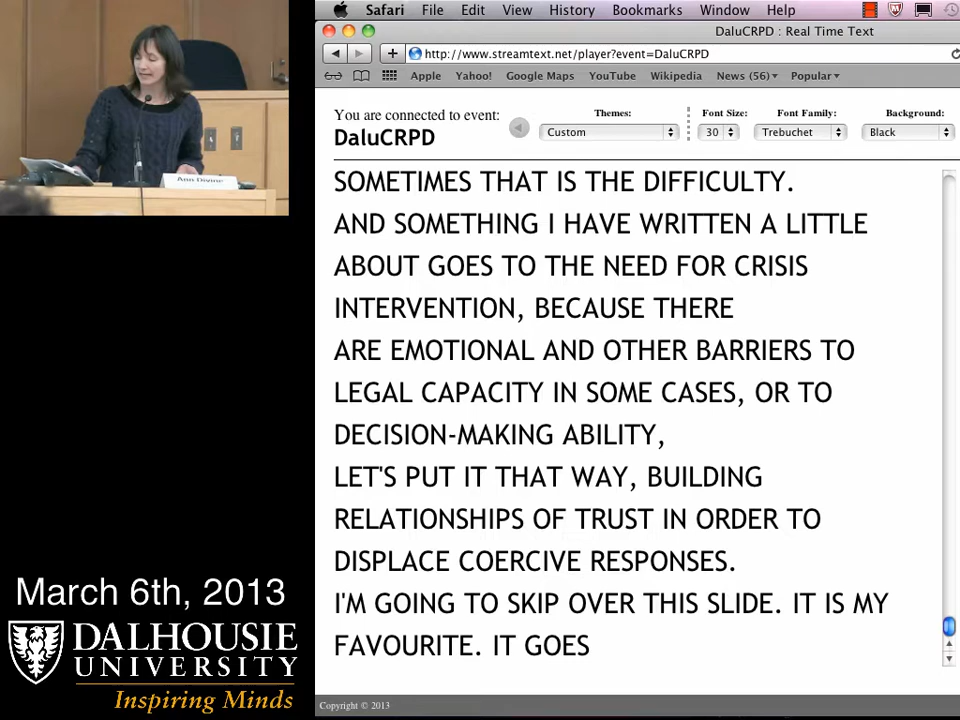 Safari File Edit View History Bookmarks Window Help
DaluCRPD : Real Time Text
http://www.streamtext.net/player?event=DaluCRPD
Apple Yahoo! Google Maps YouTube Wikipedia News (56) Popular
You are connected to event:
DaluCRPD
Themes: Font Size: Font Family: Background:
Custom 30 Trebuchet Black
SOMETIMES THAT IS THE DIFFICULTY.
AND SOMETHING I HAVE WRITTEN A LITTLE
ABOUT GOES TO THE NEED FOR CRISIS
INTERVENTION, BECAUSE THERE
ARE EMOTIONAL AND OTHER BARRIERS TO
LEGAL CAPACITY IN SOME CASES, OR TO
DECISION-MAKING ABILITY,
LET'S PUT IT THAT WAY, BUILDING
RELATIONSHIPS OF TRUST IN ORDER TO
DISPLACE COERCIVE RESPONSES.
I'M GOING TO SKIP OVER THIS SLIDE. IT IS MY
FAVOURITE. IT GOES
Copyright © 2013
Ann Divine
March 6th, 2013
DALHOUSIE
UNIVERSITY
Inspiring Minds